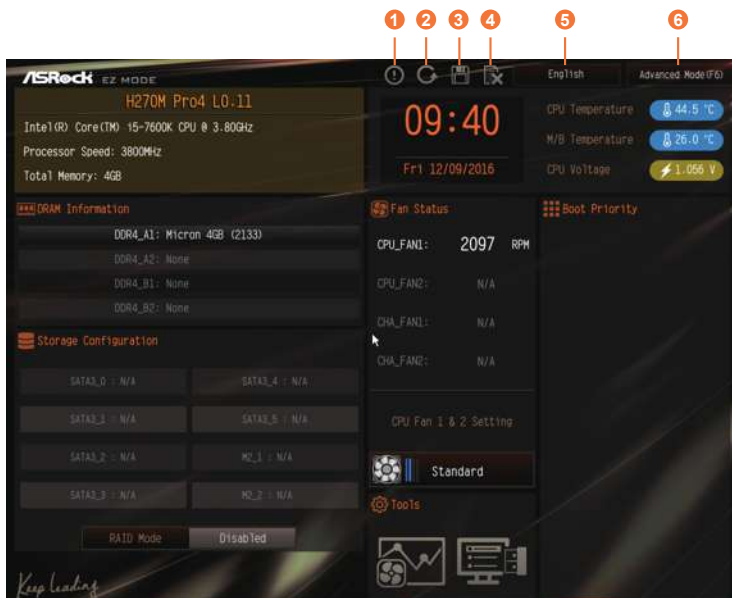 1 2 3 4 5 6
ASRock EZ MODE
English
Advanced Mode(F6)
H270M Pro4 L0.11
Intel(R) Core(TM) i5-7600K CPU @ 3.80GHz
Processor Speed: 3800MHz
Total Memory: 4GB
09:40
Fri 12/09/2016
CPU Temperature 44.5 °C
M/B Temperature 26.0 °C
CPU Voltage 1.056 V
DRAM Information
DDR4_A1: Micron 4GB (2133)
DDR4_A2: None
DDR4_B1: None
DDR4_B2: None
Storage Configuration
SATA3_0 : N/A
SATA3_4 : N/A
SATA3_1 : N/A
SATA3_5 : N/A
SATA3_2 : N/A
M2_1 : N/A
SATA3_3 : N/A
M2_2 : N/A
RAID Mode
Disabled
Fan Status
CPU_FAN1: 2097 RPM
CPU_FAN2: N/A
CHA_FAN1: N/A
CHA_FAN2: N/A
CPU Fan 1 & 2 Setting
Standard
Tools
Boot Priority
Keep Leading